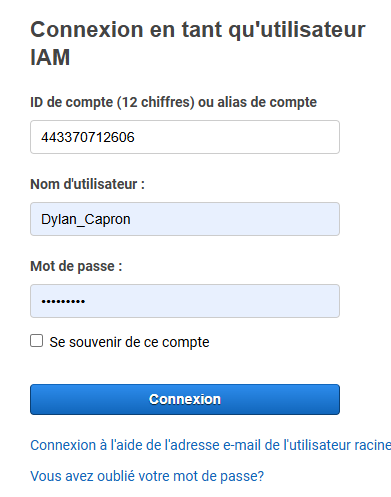 Connexion en tant qu'utilisateur
IAM
ID de compte (12 chiffres) ou alias de compte
443370712606
Nom d'utilisateur :
Dylan_Capron
Mot de passe :
•••••••••
Se souvenir de ce compte
Connexion
Connexion à l'aide de l'adresse e-mail de l'utilisateur racine
Vous avez oublié votre mot de passe?